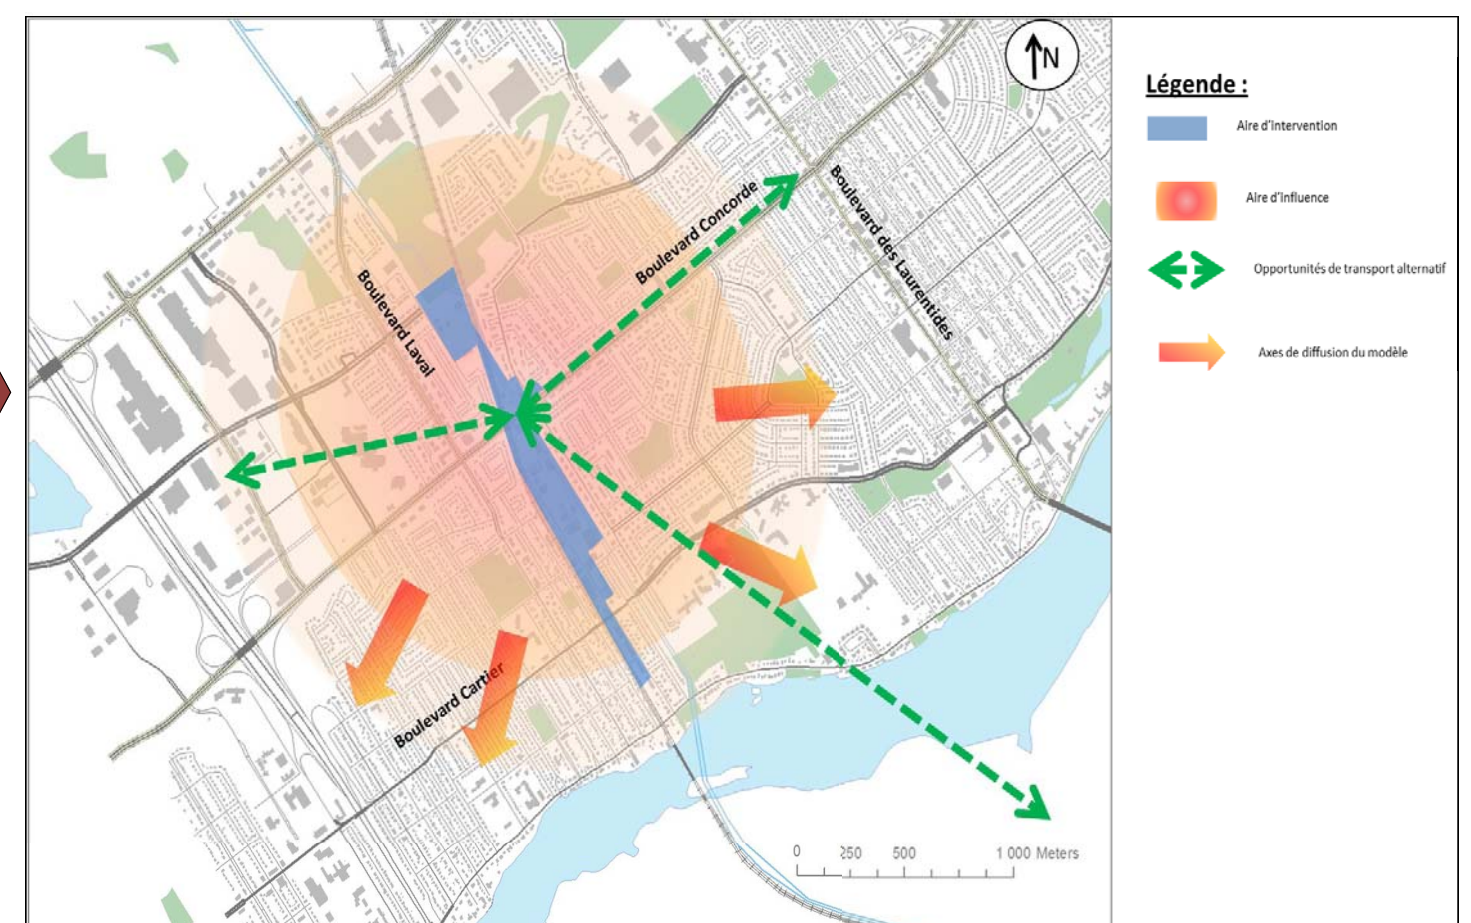 N
Légende :
Aire d'Intervention
Aire d'Influence
Opportunités de transport alternatif
Axes de diffusion du modèle
Boulevard Concorde
Boulevard des Laurentides
Boulevard Laval
Boulevard Cartier
0 250 500 1 000 Meters